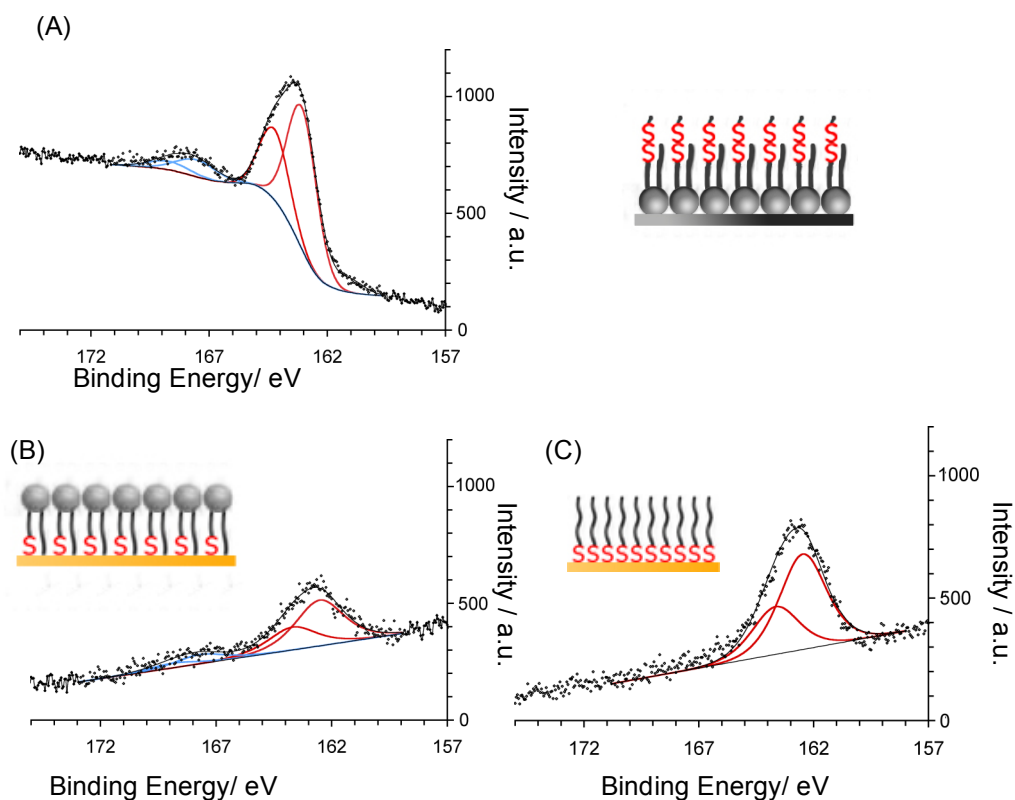 (A)
1000
500
0
Intensity / a.u.
172 167 162 157
Binding Energy/ eV
S S S S S S S
S S S S S S S
(B)
1000
500
0
Intensity / a.u.
S S S S S S S
172 167 162 157
Binding Energy/ eV
(C)
1000
500
0
Intensity / a.u.
SSSSSSSSSS
172 167 162 157
Binding Energy/ eV